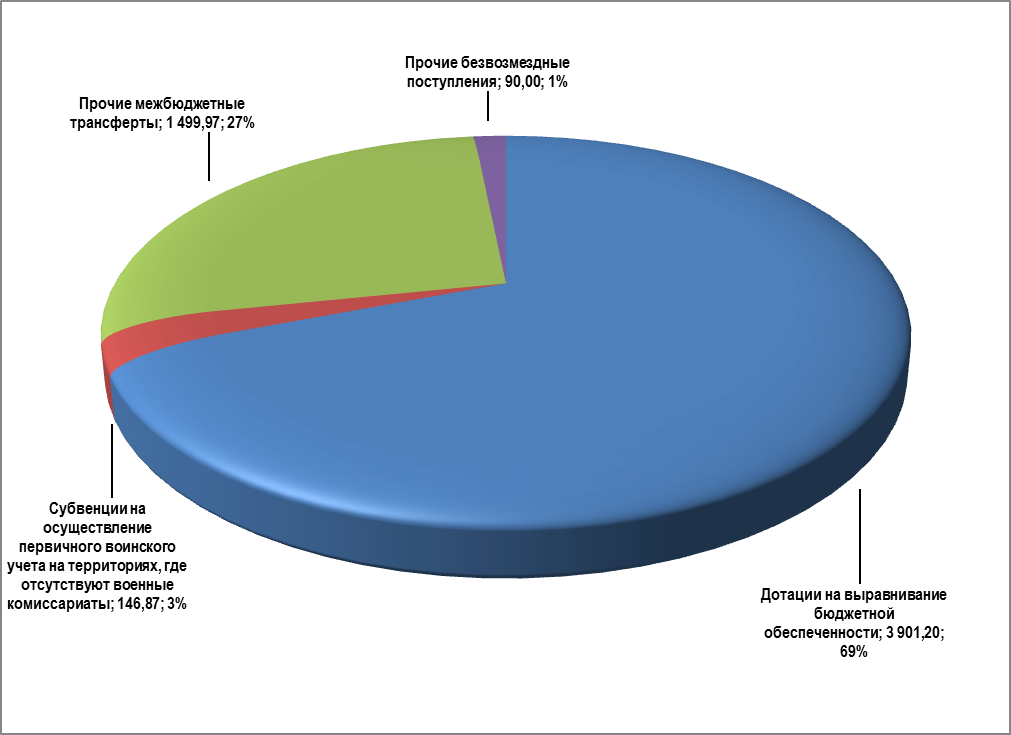 Прочие безвозмездные
поступления; 90,00; 1%
Прочие межбюджетные
трансферты; 1 499,97; 27%
Субвенции на
осуществление
первичного воинского
учета на территориях, где
отсутствуют военные
комиссариаты; 146,87; 3%
Дотации на выравнивание
бюджетной
обеспеченности; 3 901,20;
69%